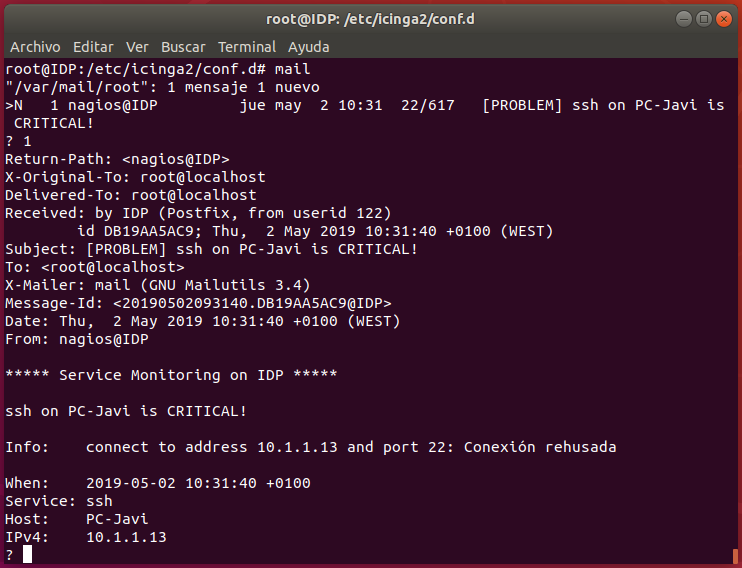 root@IDP: /etc/icinga2/conf.d
Archivo Editar Ver Buscar Terminal Ayuda
root@IDP:/etc/icinga2/conf.d# mail
"/var/mail/root": 1 mensaje 1 nuevo
>N   1 nagios@IDP         jue may  2 10:31  22/617   [PROBLEM] ssh on PC-Javi is
 CRITICAL!
? 1
Return-Path: <nagios@IDP>
X-Original-To: root@localhost
Delivered-To: root@localhost
Received: by IDP (Postfix, from userid 122)
        id DB19AA5AC9; Thu,  2 May 2019 10:31:40 +0100 (WEST)
Subject: [PROBLEM] ssh on PC-Javi is CRITICAL!
To: <root@localhost>
X-Mailer: mail (GNU Mailutils 3.4)
Message-Id: <20190502093140.DB19AA5AC9@IDP>
Date: Thu,  2 May 2019 10:31:40 +0100 (WEST)
From: nagios@IDP
***** Service Monitoring on IDP *****
ssh on PC-Javi is CRITICAL!
Info:    connect to address 10.1.1.13 and port 22: Conexión rehusada
When:    2019-05-02 10:31:40 +0100
Service: ssh
Host:    PC-Javi
IPv4:    10.1.1.13
?